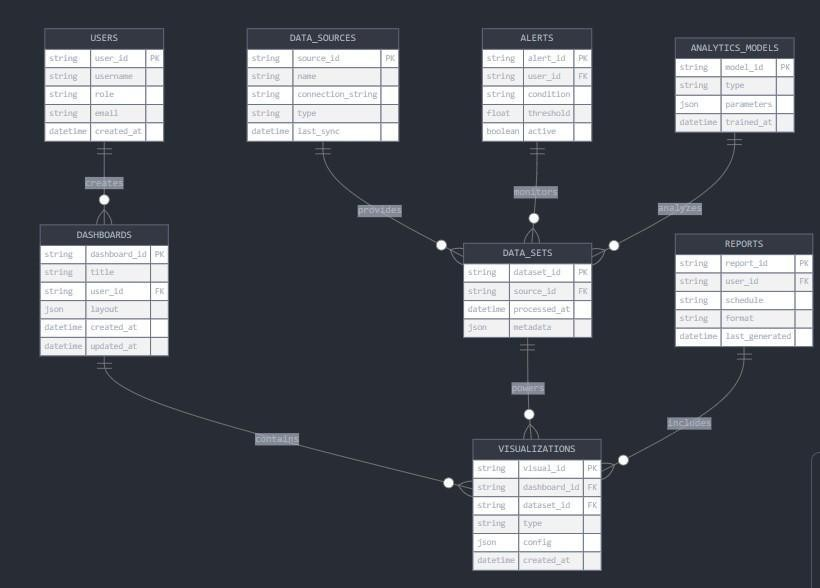 USERS
string user_id PK
string username
string role
string email
datetime created_at
DATA_SOURCES
string source_id PK
string name
string connection_string
string type
datetime last_sync
ALERTS
string alert_id PK
string user_id FK
string condition
float threshold
boolean active
ANALYTICS_MODELS
string model_id PK
string type
json parameters
datetime trained_at
creates
provides
monitors
analyzes
DASHBOARDS
string dashboard_id PK
string title
string user_id FK
json layout
datetime created_at
datetime updated_at
DATA_SETS
string dataset_id PK
string source_id FK
datetime processed_at
json metadata
REPORTS
string report_id PK
string user_id FK
string schedule
string format
datetime last_generated
powers
includes
contains
VISUALIZATIONS
string visual_id PK
string dashboard_id FK
string dataset_id FK
string type
json config
datetime created_at